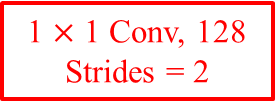 1 × 1 Conv, 128
Strides = 2